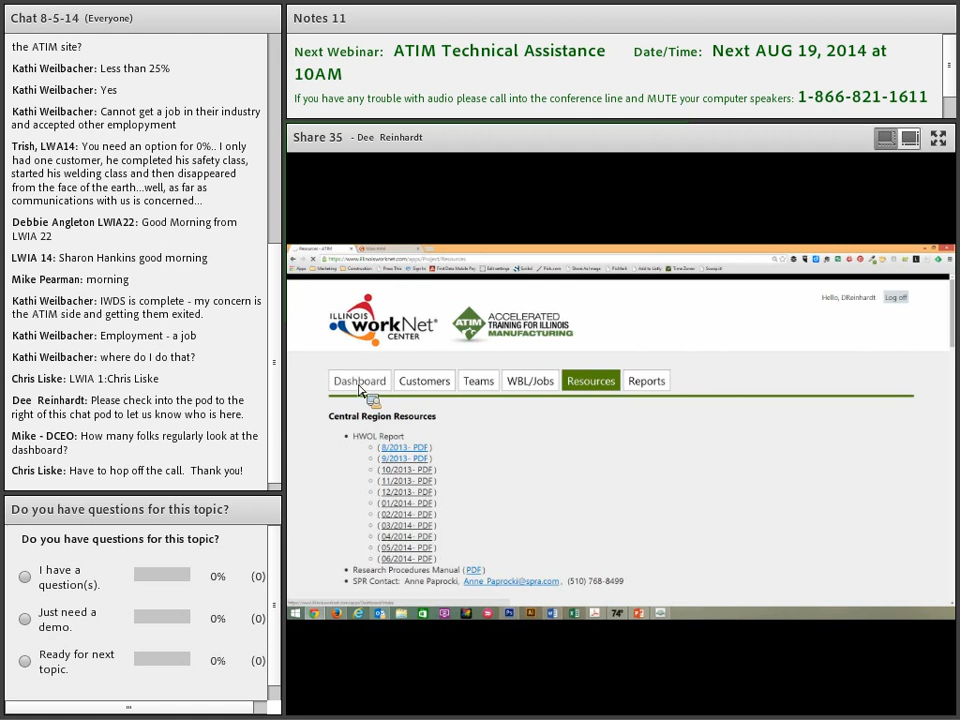 Chat 8-5-14 (Everyone)
the ATIM site?
Kathi Weilbacher: Less than 25%
Kathi Weilbacher: Yes
Kathi Weilbacher: Cannot get a job in their industry
and accepted other emplopyment
Trish, LWIA14: You need an option for 0%.. I only
had one customer, he completed his safety class,
started his welding class and then disappeared
from the face of the earth...well, as far as
communications with us is concerned...
Debbie Angleton LWIA22: Good Morning from
LWIA 22
LWIA 14: Sharon Hankins good morning
Mike Pearman: morning
Kathi Weilbacher: IWDS is complete - my concern is
the ATIM side and getting them exited.
Kathi Weilbacher: Employment - a job
Kathi Weilbacher: where do I do that?
Chris Liske: LWIA 1:Chris Liske
Dee Reinhardt: Please check into the pod to the
right of this chat pod to let us know who is here.
Mike - DCEO: How many folks regularly look at the
dashboard?
Chris Liske: Have to hop off the call. Thank you!
Do you have questions for this topic?
Do you have questions for this topic?
I have a
question(s).
0% (0)
Just need a
demo.
0% (0)
Ready for next
topic.
0% (0)
Notes 11
Next Webinar: ATIM Technical Assistance Date/Time: Next AUG 19, 2014 at
10AM
If you have any trouble with audio please call into the conference line and MUTE your computer speakers: 1-866-821-1611
Share 35 - Dee Reinhardt
Resources - ATIM
Hello, DReinhardt Log off
ILLINOIS
workNet
CENTER
ATIM
ACCELERATED
TRAINING FOR ILLINOIS
MANUFACTURING
Dashboard Customers Teams WBL/Jobs Resources Reports
Central Region Resources
HWOL Report
( 8/2013- PDF )
( 9/2013- PDF )
( 10/2013- PDF )
( 11/2013- PDF )
( 12/2013- PDF )
( 01/2014- PDF )
( 02/2014- PDF )
( 03/2014- PDF )
( 04/2014- PDF )
( 05/2014- PDF )
( 06/2014- PDF )
Research Procedures Manual ( PDF )
SPR Contact: Anne Paprocki, Anne_Paprocki@spra.com , (510) 768-8499
74°